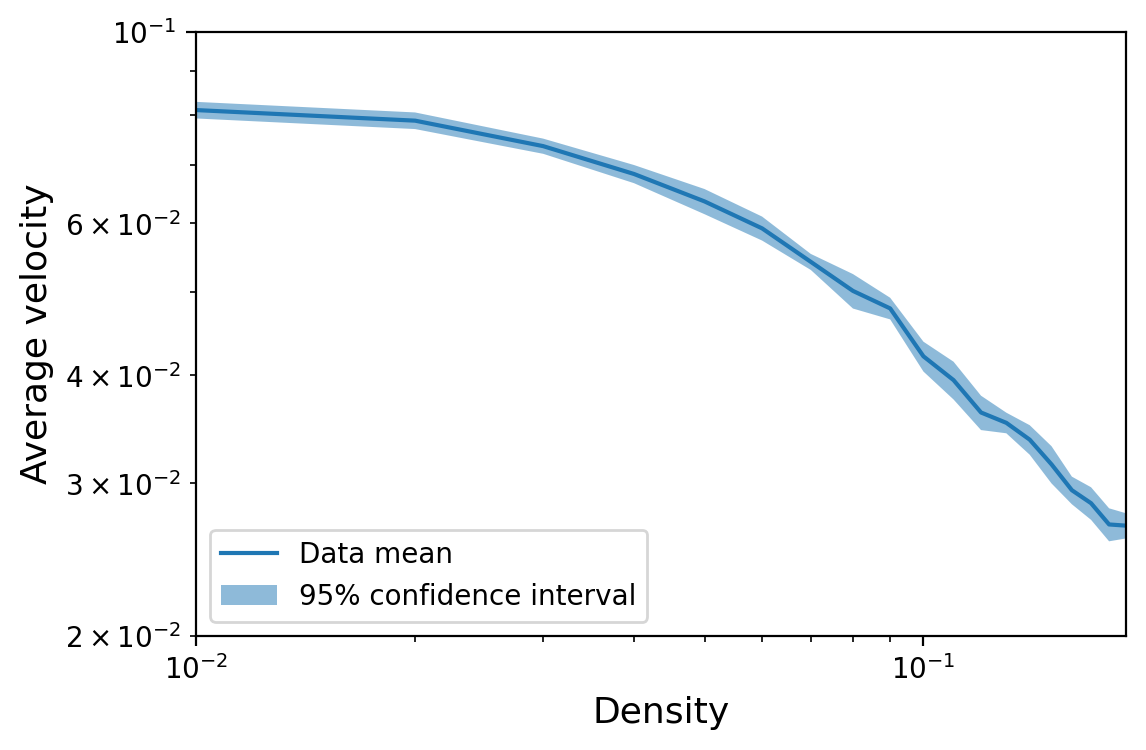 10⁻¹
6 × 10⁻²
4 × 10⁻²
3 × 10⁻²
2 × 10⁻²
Average velocity
Data mean
95% confidence interval
10⁻² 10⁻¹
Density